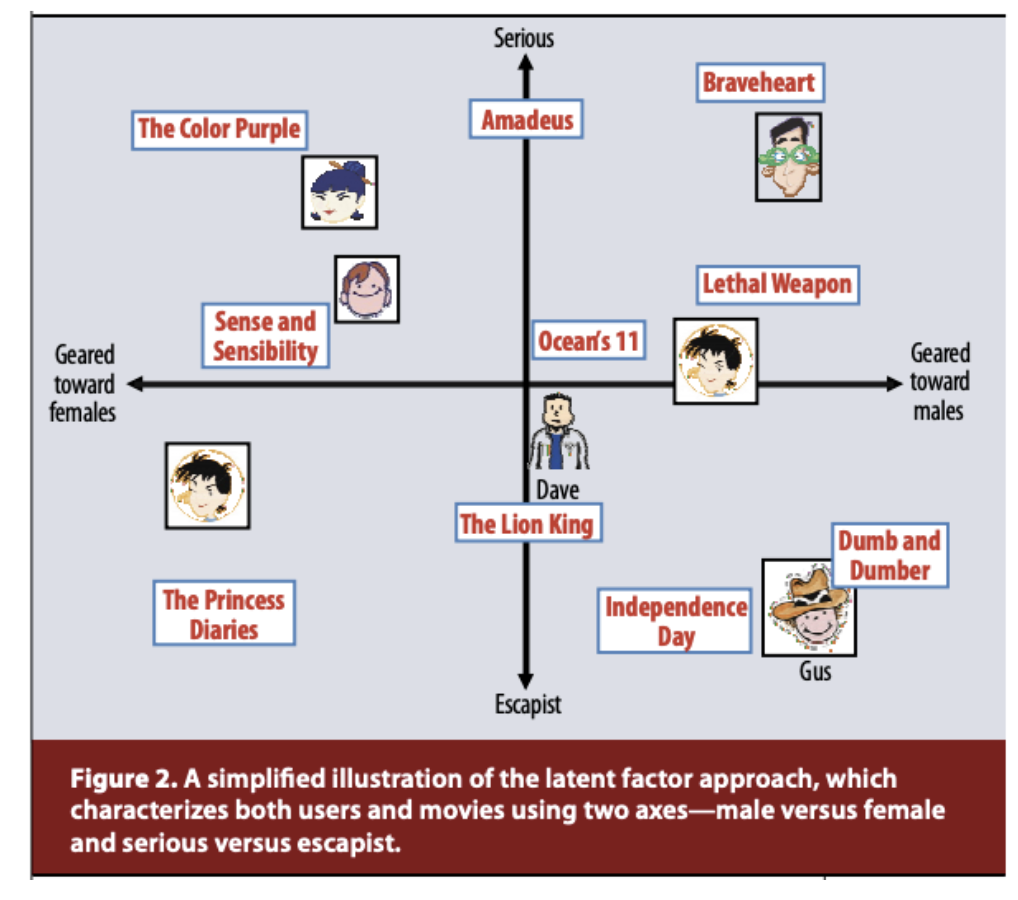 Serious
Braveheart
Amadeus
The Color Purple
Lethal Weapon
Sense and
Sensibility
Ocean's 11
Geared
toward
females
Geared
toward
males
Dave
The Lion King
Dumb and
Dumber
The Princess
Diaries
Independence
Day
Gus
Escapist
Figure 2. A simplified illustration of the latent factor approach, which
characterizes both users and movies using two axes—male versus female
and serious versus escapist.